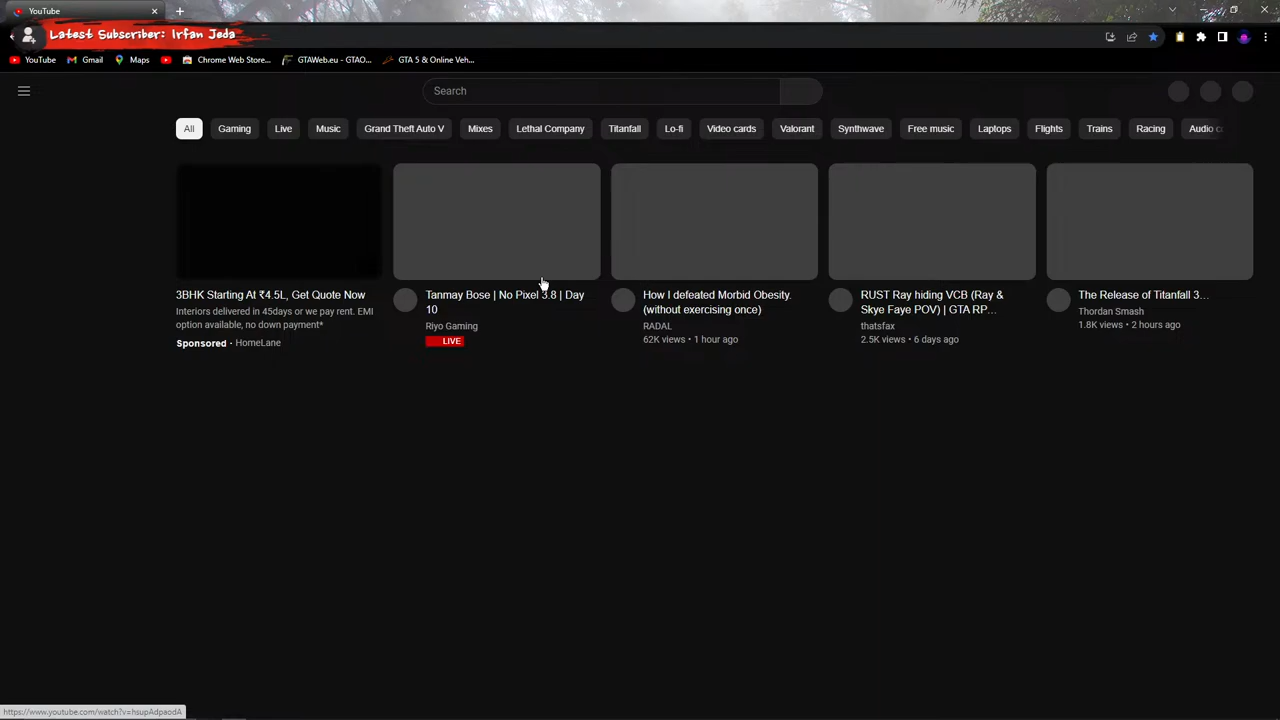 YouTube
Latest Subscriber: Irfan Jeda
YouTube Gmail Maps Chrome Web Store... GTAWeb.eu - GTAO... GTA 5 & Online Veh...
Search
All Gaming Live Music Grand Theft Auto V Mixes Lethal Company Titanfall Lo-fi Video cards Valorant Synthwave Free music Laptops Flights Trains Racing Audio
3BHK Starting At ₹4.5L, Get Quote Now
Interiors delivered in 45days or we pay rent. EMI
option available, no down payment*
Sponsored · HomeLane
Tanmay Bose | No Pixel 3.8 | Day
10
Riyo Gaming
LIVE
How I defeated Morbid Obesity.
(without exercising once)
RADAL
62K views • 1 hour ago
RUST Ray hiding VCB (Ray &
Skye Faye POV) | GTA RP...
thatsfax
2.5K views • 6 days ago
The Release of Titanfall 3...
Thordan Smash
1.8K views • 2 hours ago
https://www.youtube.com/watch?v=hsupAdpaodA